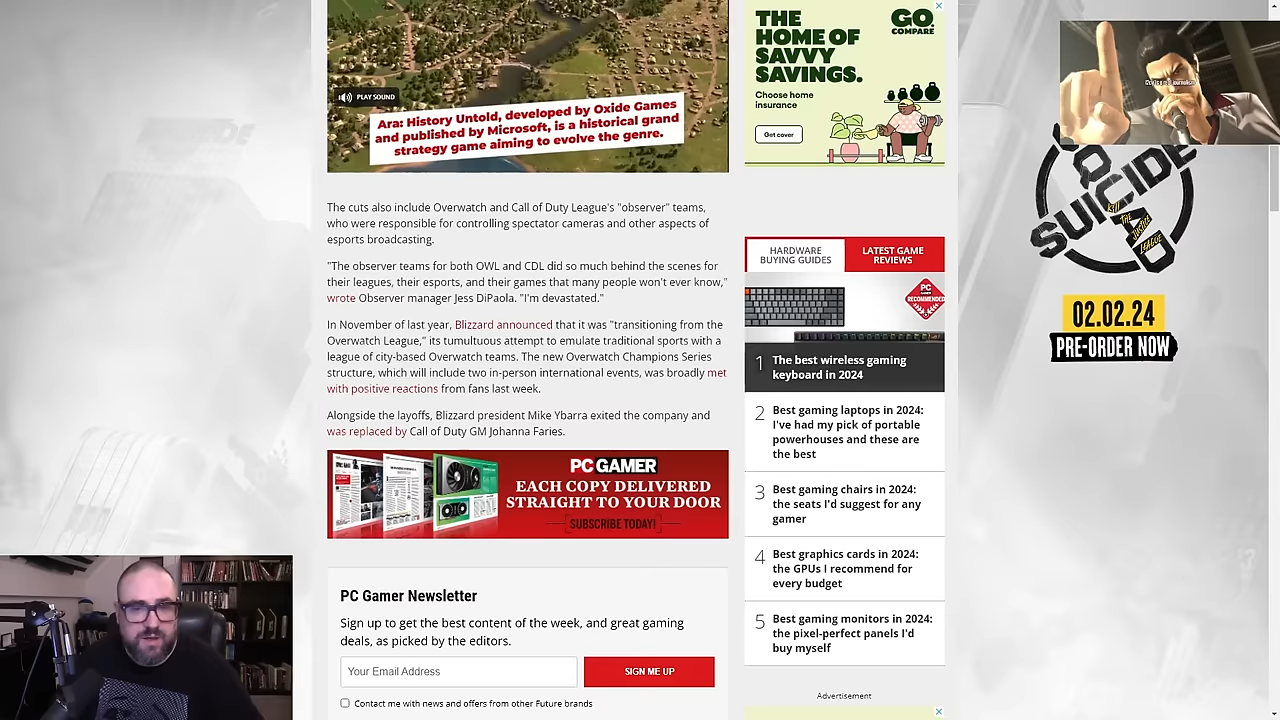 THE
HOME OF
SAVVY
SAVINGS.
GO.
COMPARE
Choose home
insurance
Get cover
PLAY SOUND
Ara: History Untold, developed by Oxide Games
and published by Microsoft, is a historical grand
strategy game aiming to evolve the genre.
The cuts also include Overwatch and Call of Duty League's "observer" teams,
who were responsible for controlling spectator cameras and other aspects of
esports broadcasting.
"The observer teams for both OWL and CDL did so much behind the scenes for
their leagues, their esports, and their games that many people won't ever know,"
wrote Observer manager Jess DiPaola. "I'm devastated."
In November of last year, Blizzard announced that it was "transitioning from the
Overwatch League," its tumultuous attempt to emulate traditional sports with a
league of city-based Overwatch teams. The new Overwatch Champions Series
structure, which will include two in-person international events, was broadly met
with positive reactions from fans last week.
Alongside the layoffs, Blizzard president Mike Ybarra exited the company and
was replaced by Call of Duty GM Johanna Faries.
PC GAMER
EACH COPY DELIVERED
STRAIGHT TO YOUR DOOR
SUBSCRIBE TODAY!
PC Gamer Newsletter
Sign up to get the best content of the week, and great gaming
deals, as picked by the editors.
Your Email Address
SIGN ME UP
Contact me with news and offers from other Future brands
HARDWARE
BUYING GUIDES
LATEST GAME
REVIEWS
PC
GAMER
RECOMMENDED
1 The best wireless gaming
keyboard in 2024
2 Best gaming laptops in 2024:
I've had my pick of portable
powerhouses and these are
the best
3 Best gaming chairs in 2024:
the seats I'd suggest for any
gamer
4 Best graphics cards in 2024:
the GPUs I recommend for
every budget
5 Best gaming monitors in 2024:
the pixel-perfect panels I'd
buy myself
Advertisement
SUICIDE
KILL
THE
JUSTICE
LEAGUE
02.02.24
PRE-ORDER NOW